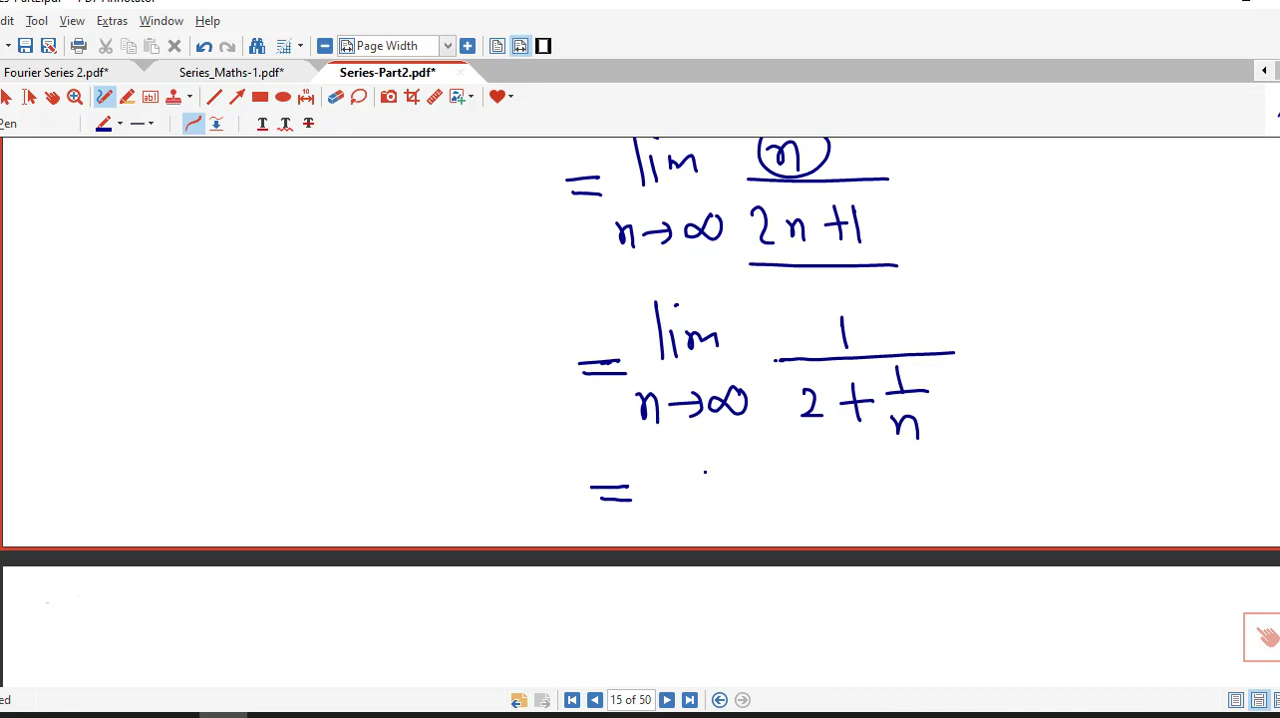 dit Tool View Extras Window Help
Page Width
Fourier Series 2.pdf* Series_Maths-1.pdf* Series-Part2.pdf*
Pen
= lim n→∞ n / (2n+1)
= lim n→∞ 1 / (2 + 1/n)
=
15 of 50